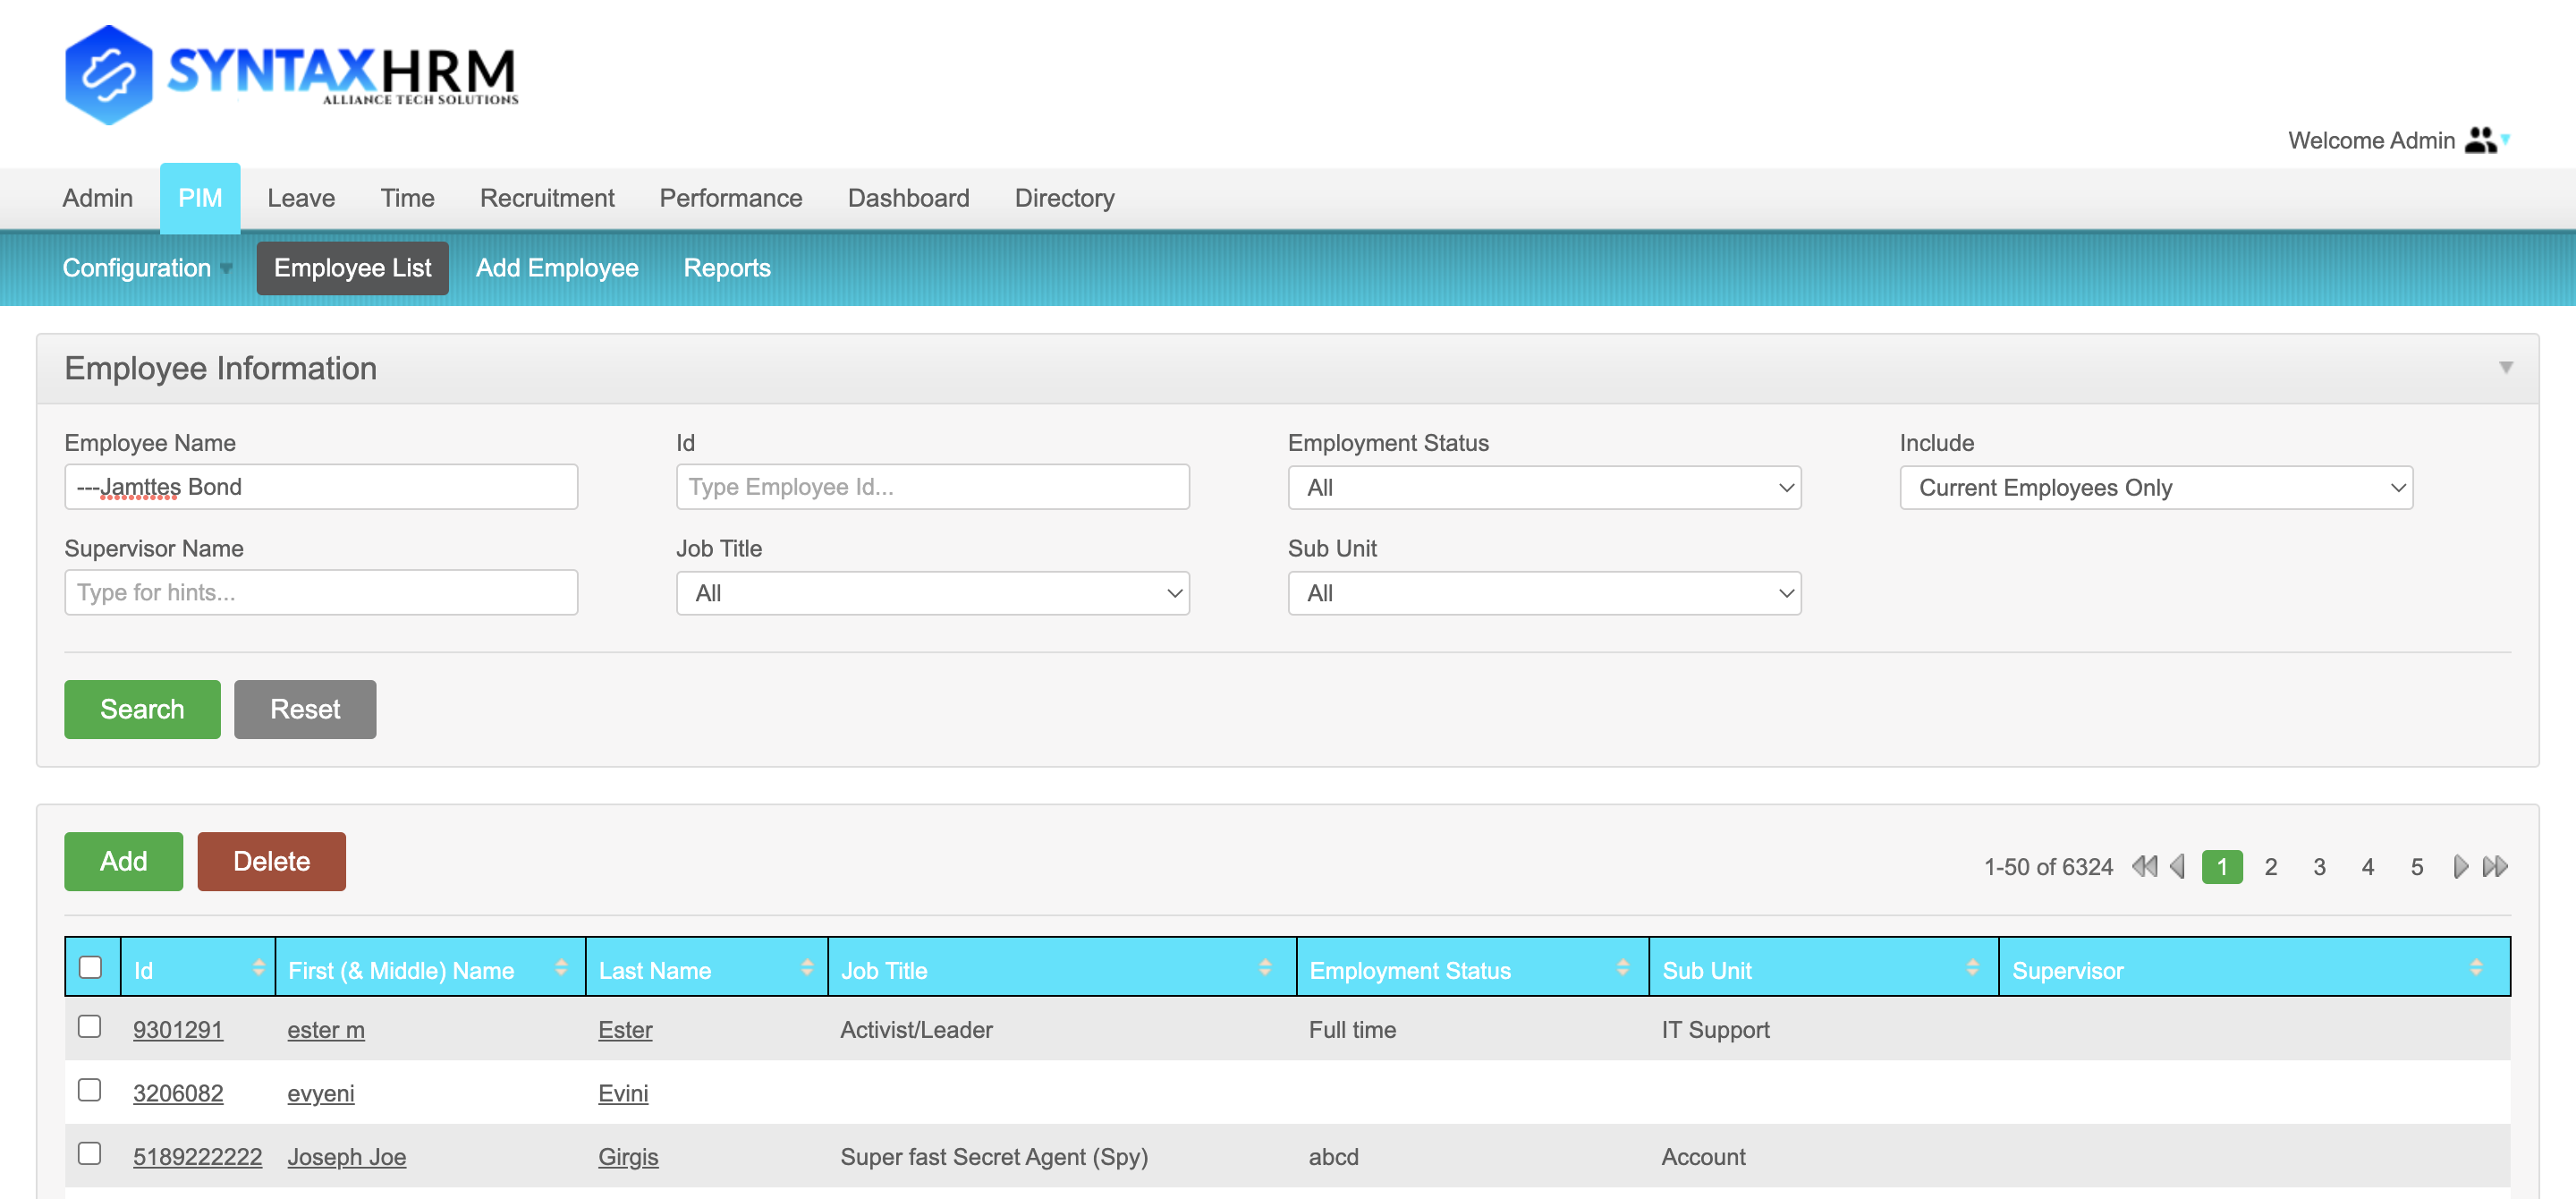 SYNTAXHRM
ALLIANCE TECH SOLUTIONS
Welcome Admin
Admin PIM Leave Time Recruitment Performance Dashboard Directory
Configuration Employee List Add Employee Reports
Employee Information
Employee Name Id Employment Status Include
---Jamttes Bond Type Employee Id... All Current Employees Only
Supervisor Name Job Title Sub Unit
Type for hints... All All
Search Reset
Add Delete 1-50 of 6324 1 2 3 4 5
Id First (& Middle) Name Last Name Job Title Employment Status Sub Unit Supervisor
9301291 ester m Ester Activist/Leader Full time IT Support
3206082 evyeni Evini
5189222222 Joseph Joe Girgis Super fast Secret Agent (Spy) abcd Account